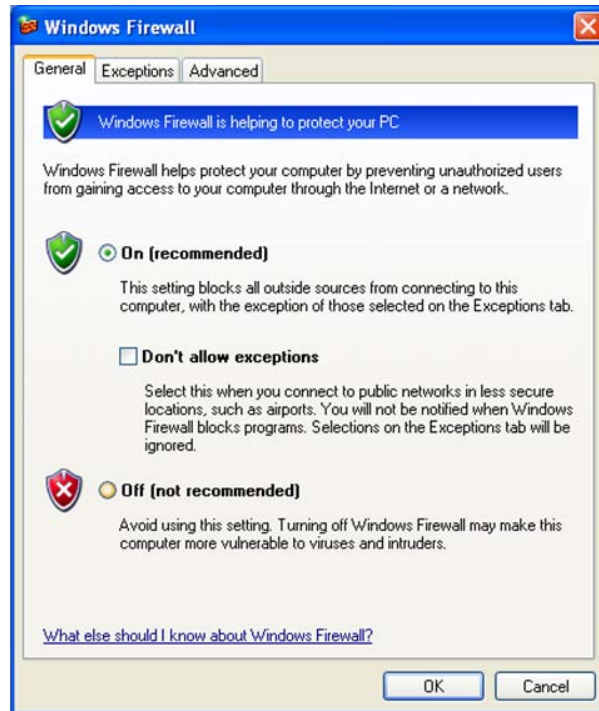 Windows Firewall
General Exceptions Advanced
Windows Firewall is helping to protect your PC
Windows Firewall helps protect your computer by preventing unauthorized users
from gaining access to your computer through the Internet or a network.
On (recommended)
This setting blocks all outside sources from connecting to this
computer, with the exception of those selected on the Exceptions tab.
Don't allow exceptions
Select this when you connect to public networks in less secure
locations, such as airports. You will not be notified when Windows
Firewall blocks programs. Selections on the Exceptions tab will be
ignored.
Off (not recommended)
Avoid using this setting. Turning off Windows Firewall may make this
computer more vulnerable to viruses and intruders.
What else should I know about Windows Firewall?
OK Cancel